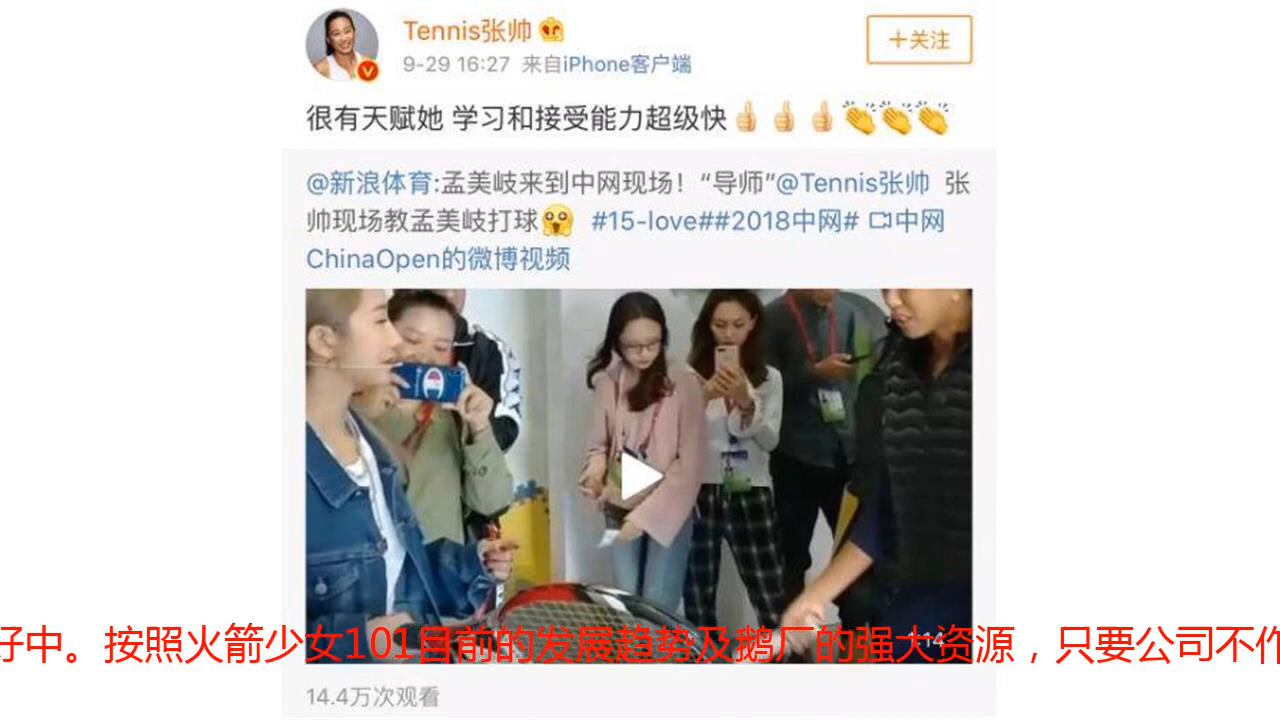 Tennis张帅
+关注
9-29 16:27 来自iPhone客户端
很有天赋她 学习和接受能力超级快👍👍👍👏👏👏
@新浪体育:孟美岐来到中网现场！“导师”@Tennis张帅 张
帅现场教孟美岐打球😱 #15-love##2018中网# 中网
ChinaOpen的微博视频
好中。按照火箭少女101目前的发展趋势及鹅厂的强大资源，只要公司不作
14.4万次观看